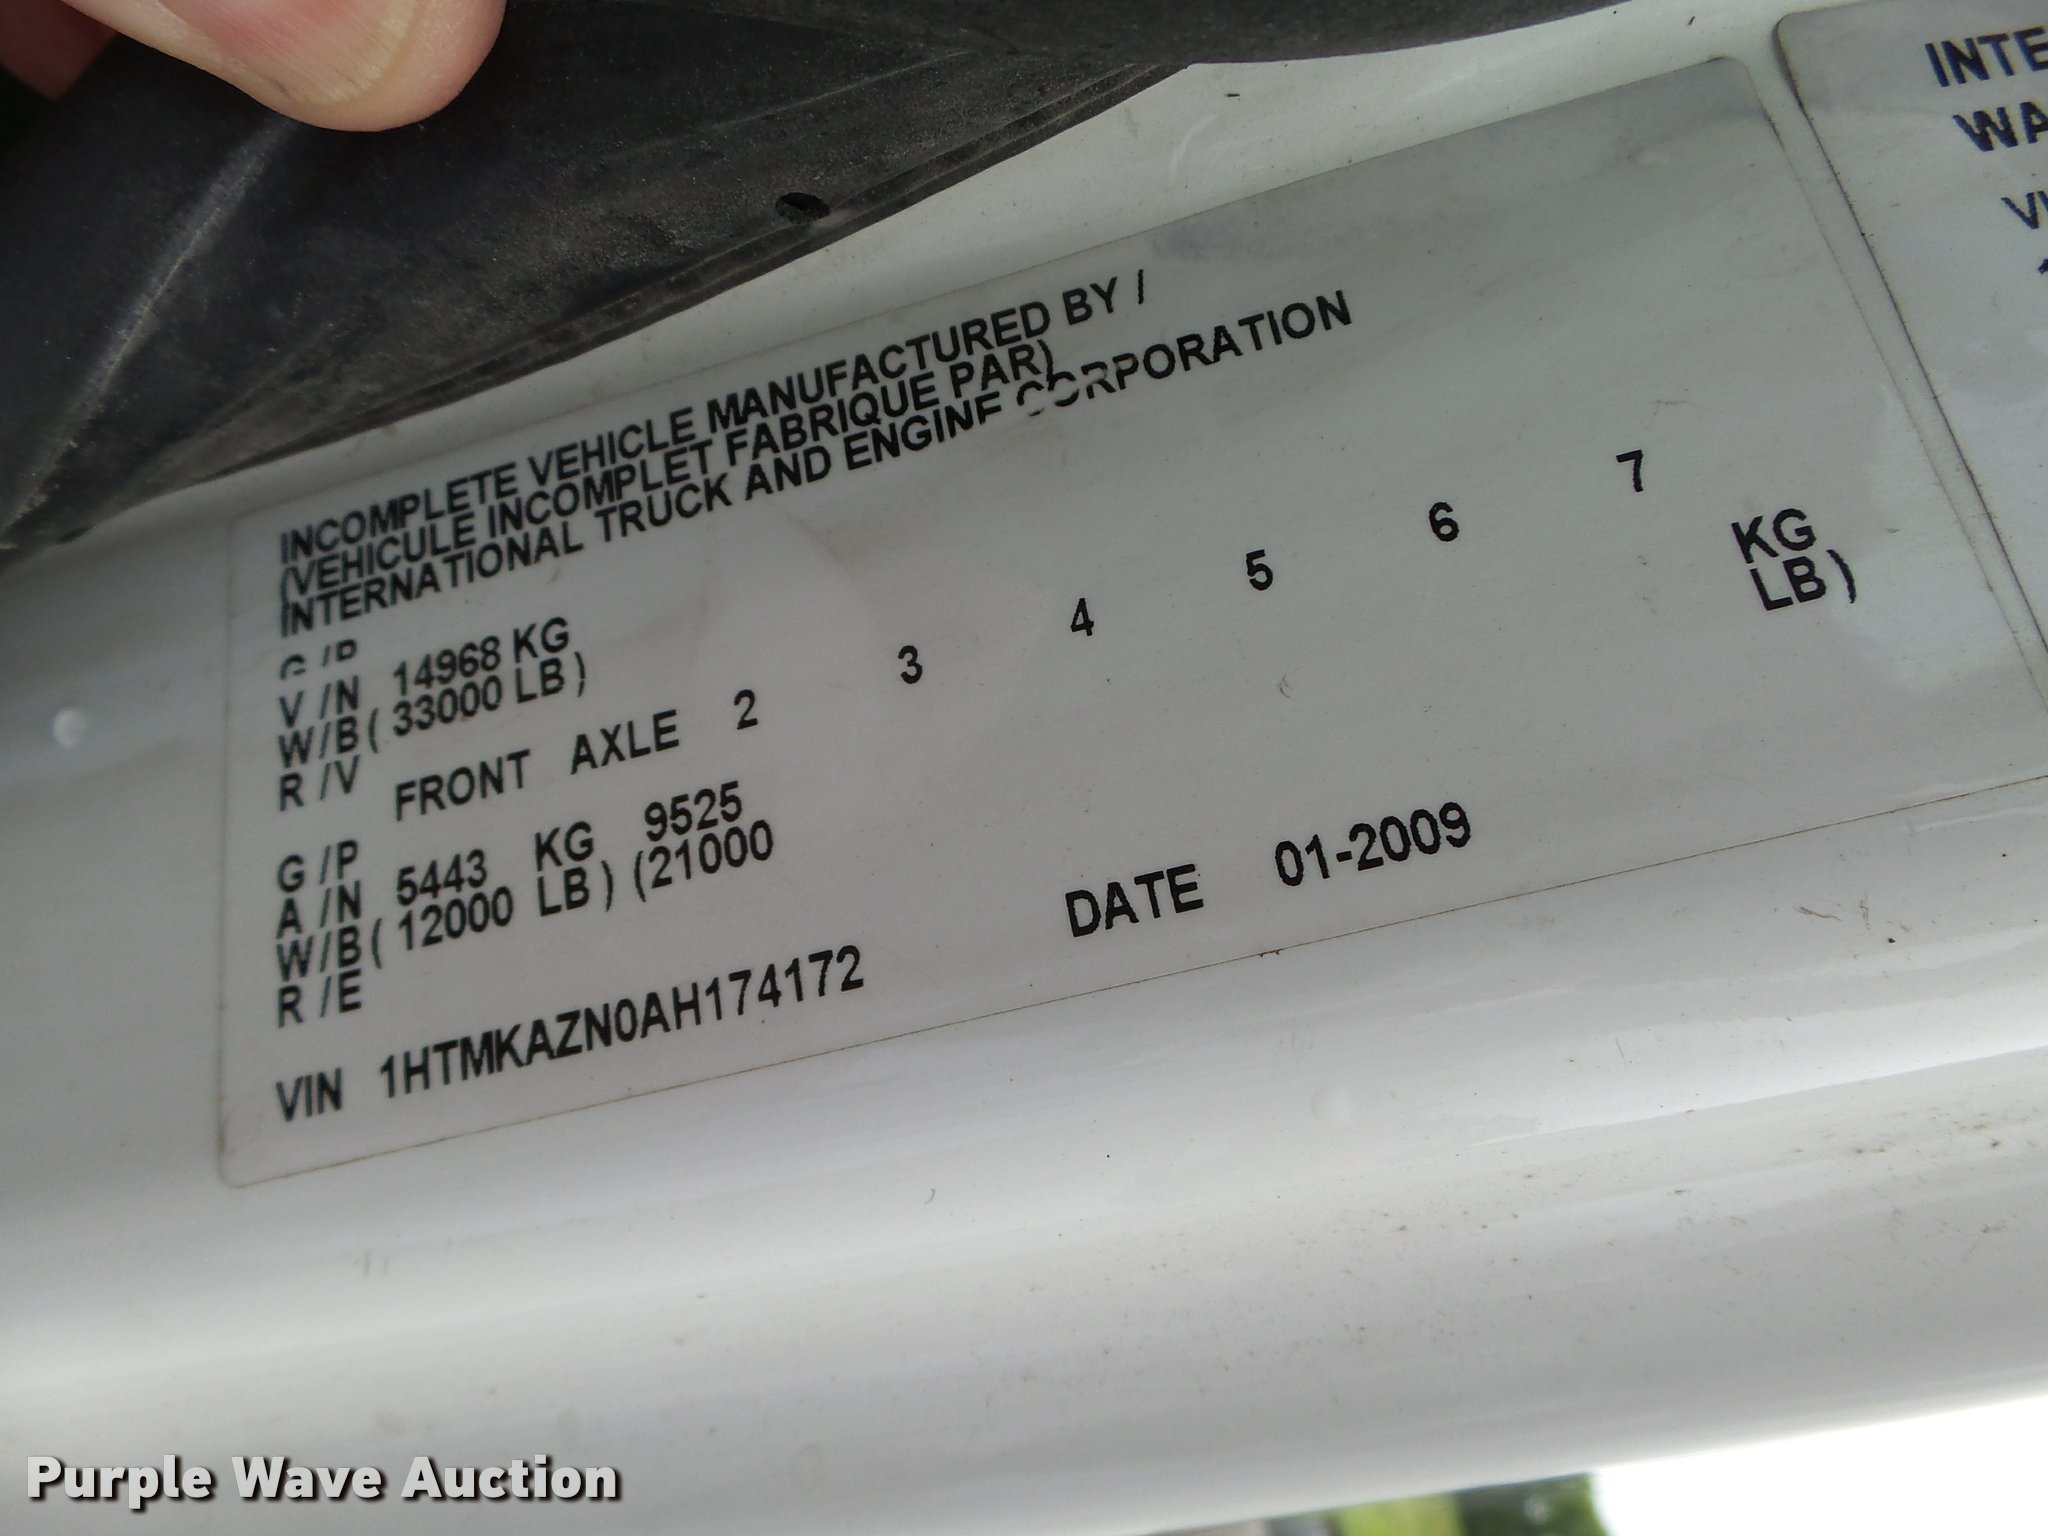 INCOMPLETE VEHICLE MANUFACTURED BY /
(VEHICULE INCOMPLET FABRIQUE PAR)
INTERNATIONAL TRUCK AND ENGINE CORPORATION
G /P
V /N 14968 KG
W/B ( 33000 LB )
R /V
FRONT AXLE 2 3 4 5 6 7
G /P
A /N 5443 KG 9525 KG
W/B ( 12000 LB ) (21000 LB )
R /E
VIN 1HTMKAZN0AH174172 DATE 01-2009
INTE
WA
Purple Wave Auction